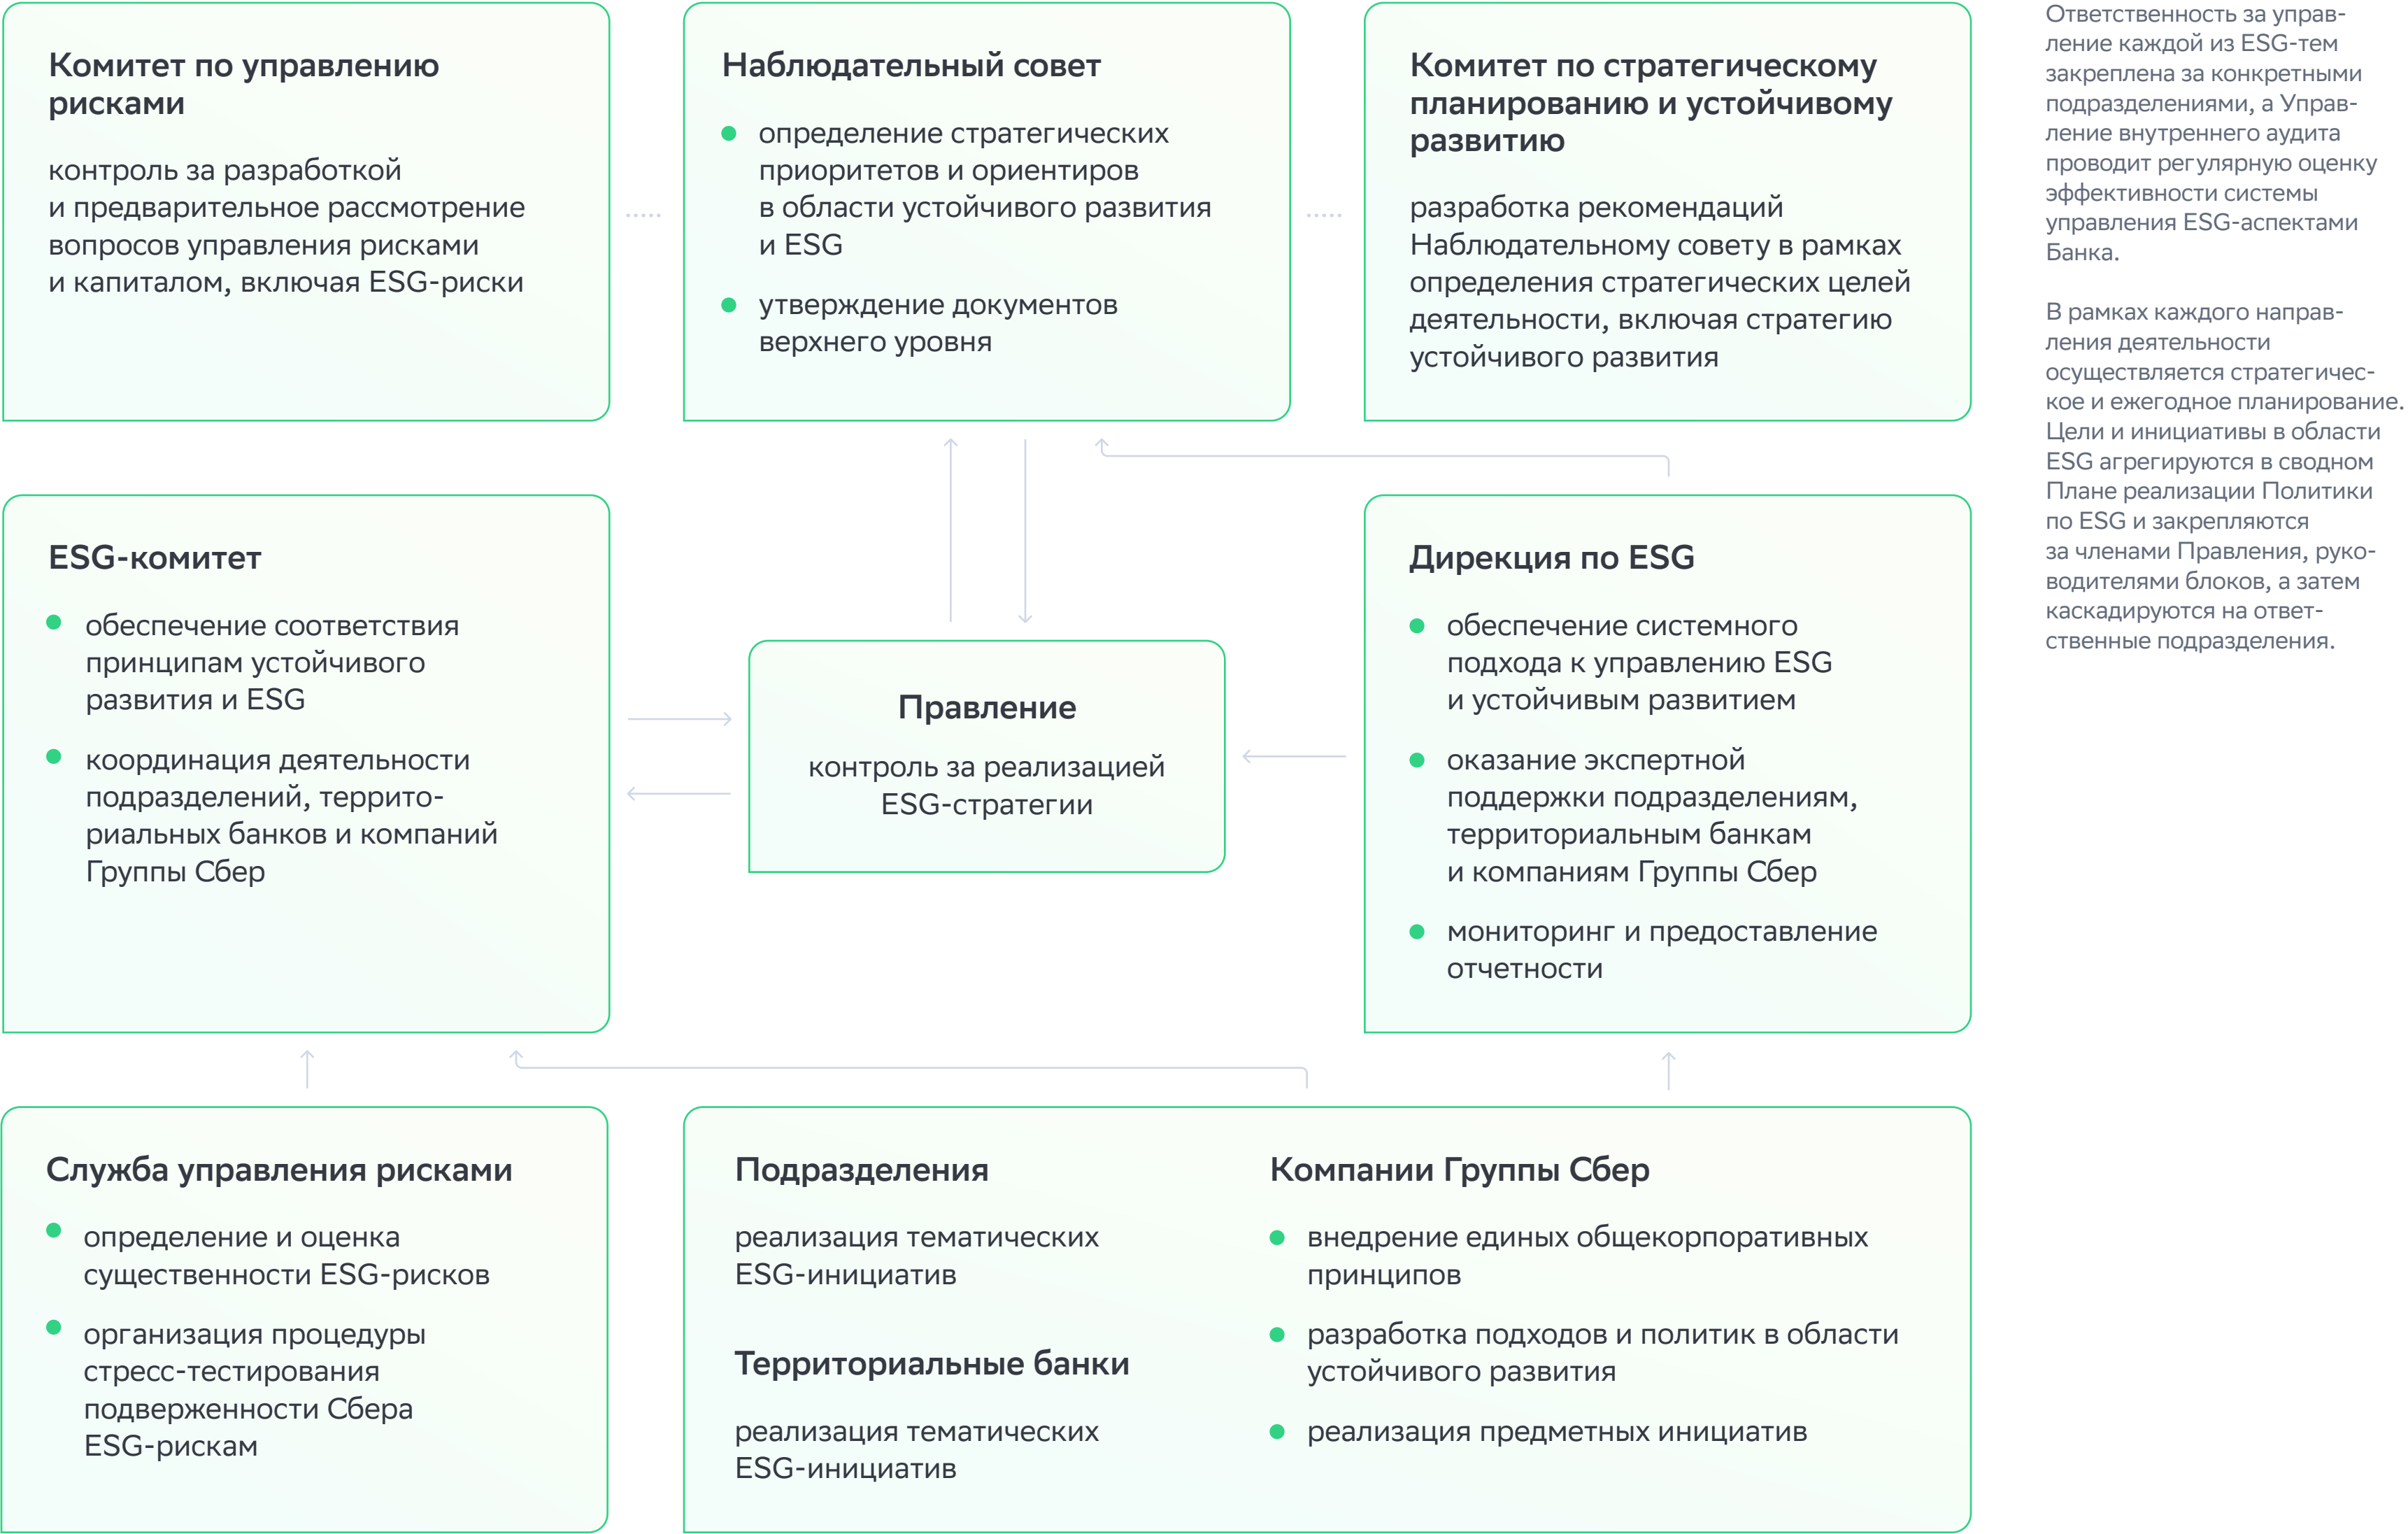 Комитет по управлению
рисками
контроль за разработкой
и предварительное рассмотрение
вопросов управления рисками
и капиталом, включая ESG-риски
Наблюдательный совет
определение стратегических
приоритетов и ориентиров
в области устойчивого развития
и ESG
утверждение документов
верхнего уровня
Комитет по стратегическому
планированию и устойчивому
развитию
разработка рекомендаций
Наблюдательному совету в рамках
определения стратегических целей
деятельности, включая стратегию
устойчивого развития
Ответственность за управ-
ление каждой из ESG-тем
закреплена за конкретными
подразделениями, а Управ-
ление внутреннего аудита
проводит регулярную оценку
эффективности системы
управления ESG-аспектами
Банка.
В рамках каждого направ-
ления деятельности
осуществляется стратегичес-
кое и ежегодное планирование.
Цели и инициативы в области
ESG агрегируются в сводном
Плане реализации Политики
по ESG и закрепляются
за членами Правления, руко-
водителями блоков, а затем
каскадируются на ответ-
ственные подразделения.
ESG-комитет
обеспечение соответствия
принципам устойчивого
развития и ESG
координация деятельности
подразделений, террито-
риальных банков и компаний
Группы Сбер
Правление
контроль за реализацией
ESG-стратегии
Дирекция по ESG
обеспечение системного
подхода к управлению ESG
и устойчивым развитием
оказание экспертной
поддержки подразделениям,
территориальным банкам
и компаниям Группы Сбер
мониторинг и предоставление
отчетности
Служба управления рисками
определение и оценка
существенности ESG-рисков
организация процедуры
стресс-тестирования
подверженности Сбера
ESG-рискам
Подразделения
реализация тематических
ESG-инициатив
Территориальные банки
реализация тематических
ESG-инициатив
Компании Группы Сбер
внедрение единых общекорпоративных
принципов
разработка подходов и политик в области
устойчивого развития
реализация предметных инициатив